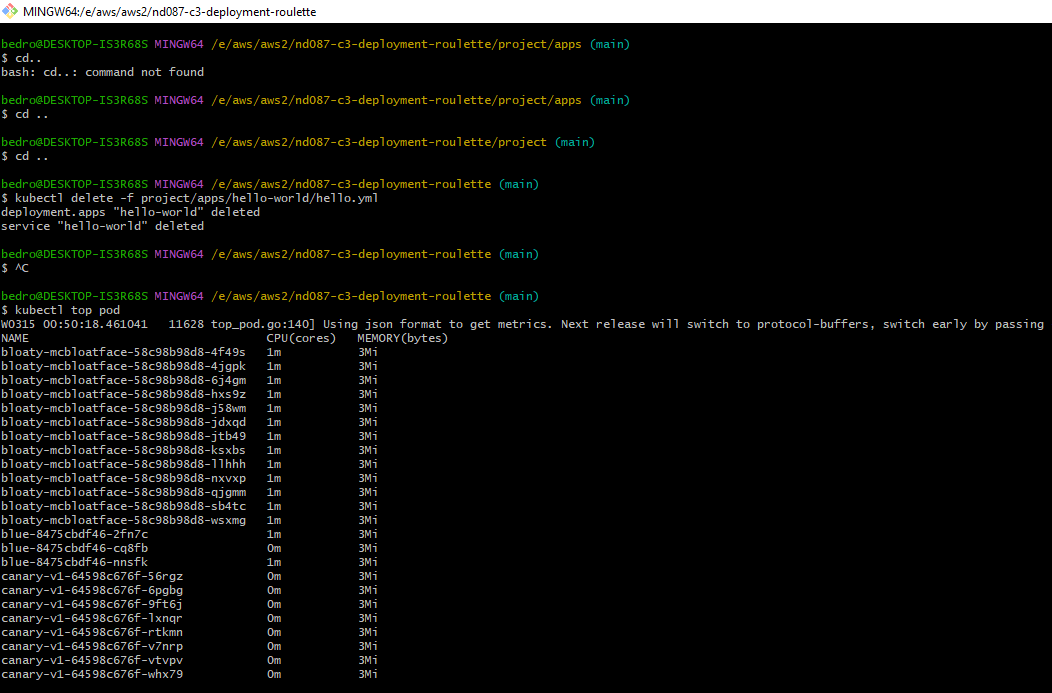 MINGW64:/e/aws/aws2/nd087-c3-deployment-roulette
bedro@DESKTOP-IS3R68S MINGW64 /e/aws/aws2/nd087-c3-deployment-roulette/project/apps (main)
$ cd..
bash: cd..: command not found
bedro@DESKTOP-IS3R68S MINGW64 /e/aws/aws2/nd087-c3-deployment-roulette/project/apps (main)
$ cd ..
bedro@DESKTOP-IS3R68S MINGW64 /e/aws/aws2/nd087-c3-deployment-roulette/project (main)
$ cd ..
bedro@DESKTOP-IS3R68S MINGW64 /e/aws/aws2/nd087-c3-deployment-roulette (main)
$ kubectl delete -f project/apps/hello-world/hello.yml
deployment.apps "hello-world" deleted
service "hello-world" deleted
bedro@DESKTOP-IS3R68S MINGW64 /e/aws/aws2/nd087-c3-deployment-roulette (main)
$ ^C
bedro@DESKTOP-IS3R68S MINGW64 /e/aws/aws2/nd087-c3-deployment-roulette (main)
$ kubectl top pod
W0315 00:50:18.461041   11628 top_pod.go:140] Using json format to get metrics. Next release will switch to protocol-buffers, switch early by passing
NAME                                CPU(cores)   MEMORY(bytes)
bloaty-mcbloatface-58c98b98d8-4f49s   1m           3Mi
bloaty-mcbloatface-58c98b98d8-4jgpk   1m           3Mi
bloaty-mcbloatface-58c98b98d8-6j4gm   1m           3Mi
bloaty-mcbloatface-58c98b98d8-hxs9z   1m           3Mi
bloaty-mcbloatface-58c98b98d8-j58wm   1m           3Mi
bloaty-mcbloatface-58c98b98d8-jdxqd   1m           3Mi
bloaty-mcbloatface-58c98b98d8-jtb49   1m           3Mi
bloaty-mcbloatface-58c98b98d8-ksxbs   1m           3Mi
bloaty-mcbloatface-58c98b98d8-llhhh   1m           3Mi
bloaty-mcbloatface-58c98b98d8-nxvxp   1m           3Mi
bloaty-mcbloatface-58c98b98d8-qjgmm   1m           3Mi
bloaty-mcbloatface-58c98b98d8-sb4tc   1m           3Mi
bloaty-mcbloatface-58c98b98d8-wsxmg   1m           3Mi
blue-8475cbdf46-2fn7c                 1m           3Mi
blue-8475cbdf46-cq8fb                 0m           3Mi
blue-8475cbdf46-nnsfk                 1m           3Mi
canary-v1-64598c676f-56rgz            0m           3Mi
canary-v1-64598c676f-6pgbg            0m           3Mi
canary-v1-64598c676f-9ft6j            0m           3Mi
canary-v1-64598c676f-lxnqr            0m           3Mi
canary-v1-64598c676f-rtkmn            0m           3Mi
canary-v1-64598c676f-v7nrp            0m           3Mi
canary-v1-64598c676f-vtvpv            0m           3Mi
canary-v1-64598c676f-whx79            0m           3Mi